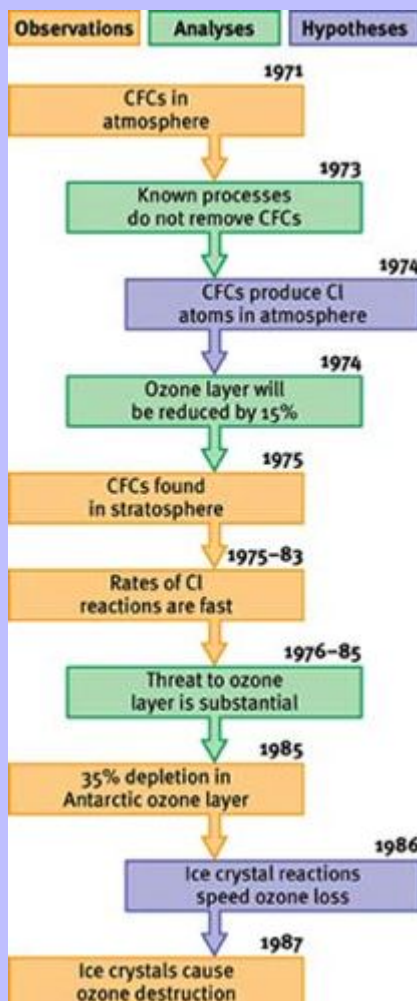 Observations Analyses Hypotheses
1971
CFCs in
atmosphere
1973
Known processes
do not remove CFCs
1974
CFCs produce Cl
atoms in atmosphere
1974
Ozone layer will
be reduced by 15%
1975
CFCs found
in stratosphere
1975–83
Rates of Cl
reactions are fast
1976–85
Threat to ozone
layer is substantial
1985
35% depletion in
Antarctic ozone layer
1986
Ice crystal reactions
speed ozone loss
1987
Ice crystals cause
ozone destruction